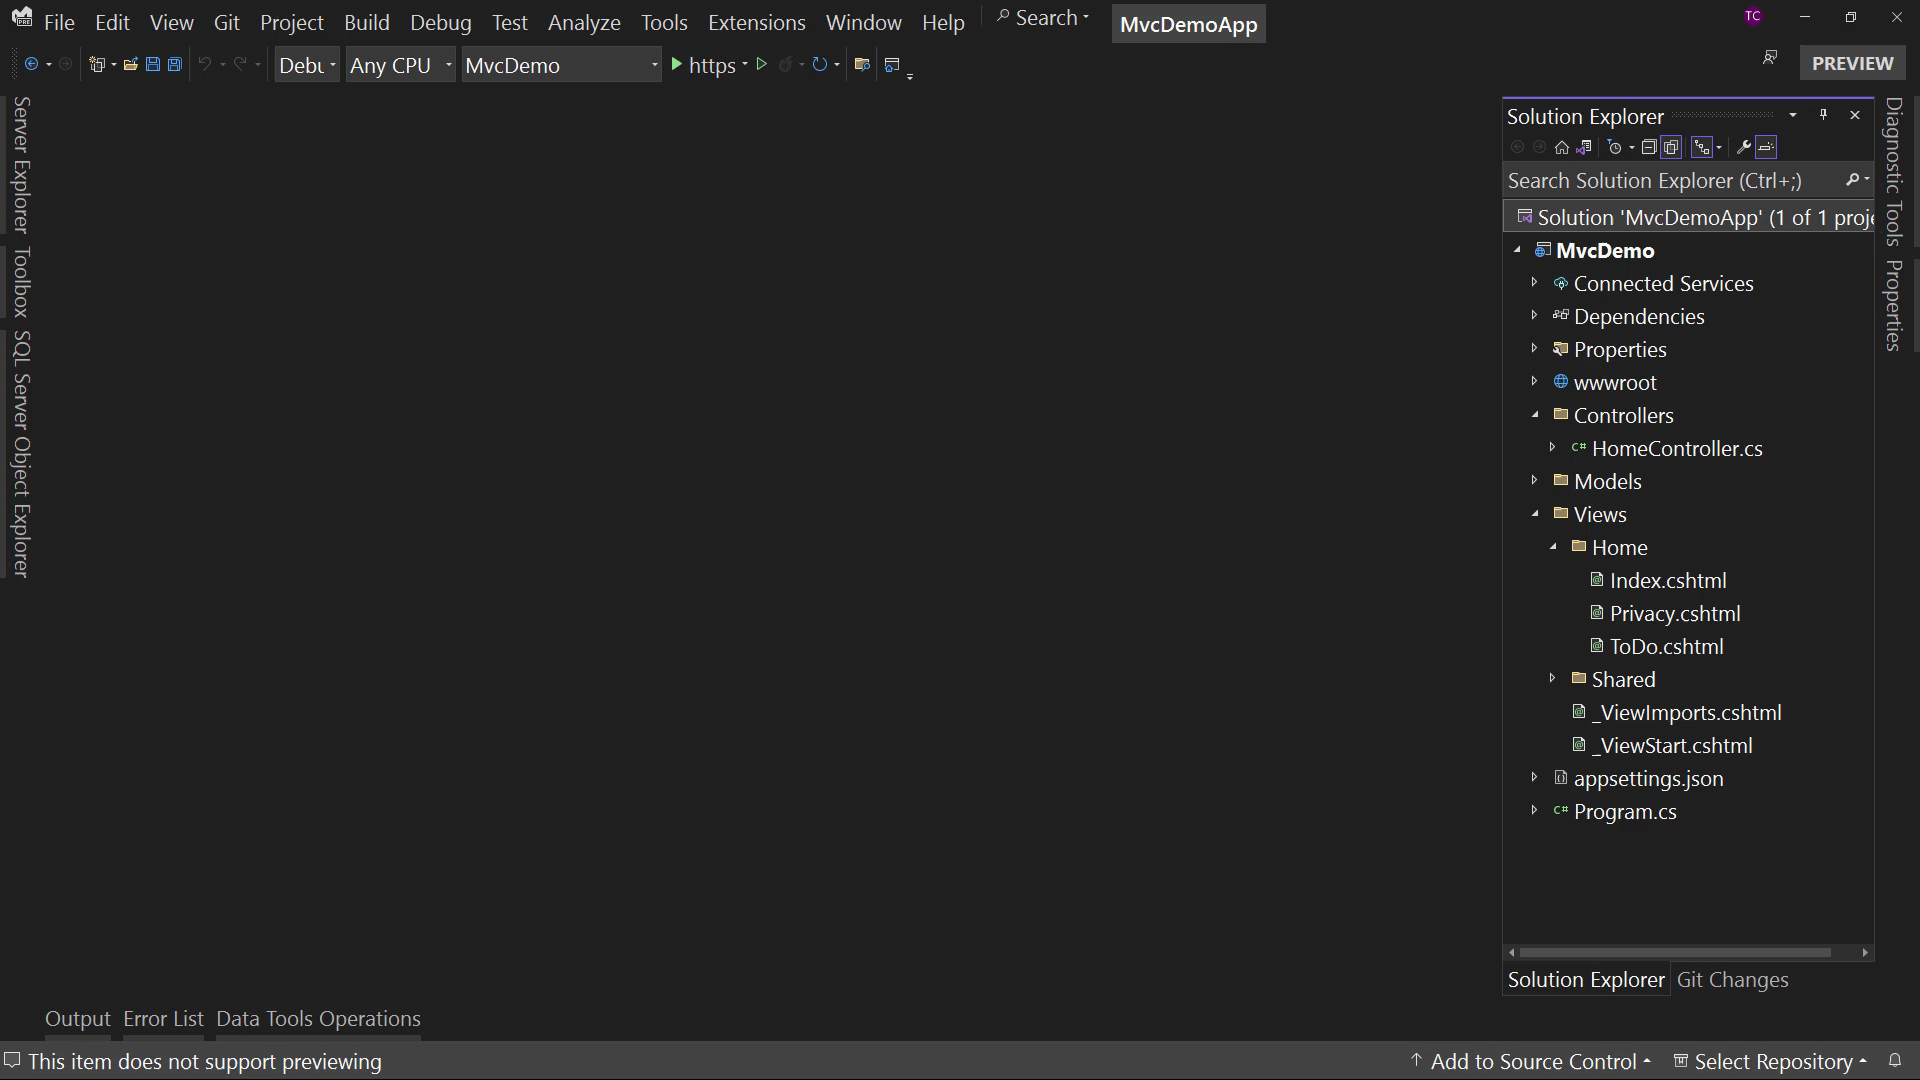 File Edit View Git Project Build Debug Test Analyze Tools Extensions Window Help Search MvcDemoApp TC
Debu Any CPU MvcDemo https PREVIEW
Server Explorer
Toolbox
SQL Server Object Explorer
Solution Explorer
Search Solution Explorer (Ctrl+;)
Solution 'MvcDemoApp' (1 of 1 proje
MvcDemo
Connected Services
Dependencies
Properties
wwwroot
Controllers
C# HomeController.cs
Models
Views
Home
Index.cshtml
Privacy.cshtml
ToDo.cshtml
Shared
_ViewImports.cshtml
_ViewStart.cshtml
appsettings.json
C# Program.cs
Solution Explorer Git Changes
Diagnostic Tools
Properties
Output Error List Data Tools Operations
This item does not support previewing Add to Source Control Select Repository